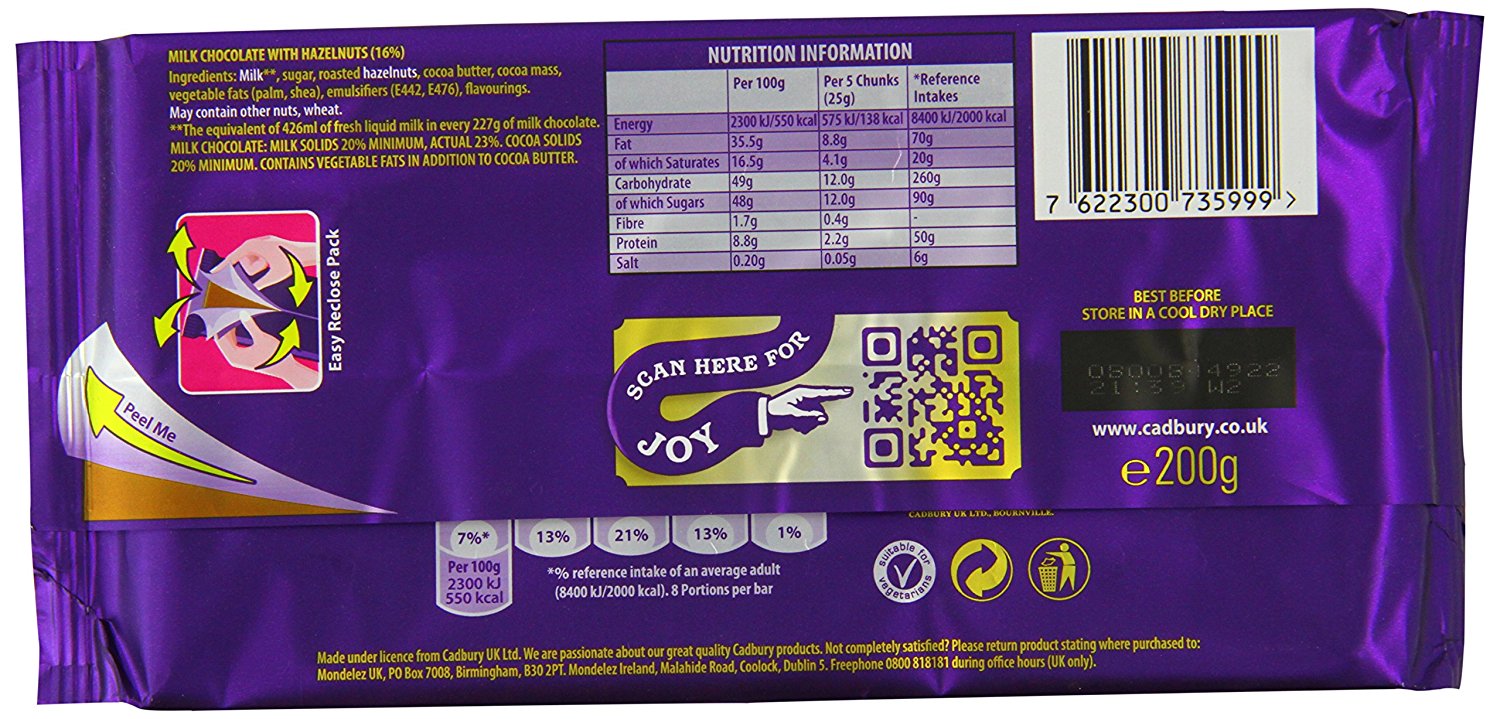 MILK CHOCOLATE WITH HAZELNUTS (16%)
Ingredients: Milk**, sugar, roasted hazelnuts, cocoa butter, cocoa mass,
vegetable fats (palm, shea), emulsifiers (E442, E476), flavourings.
May contain other nuts, wheat.
**The equivalent of 426ml of fresh liquid milk in every 227g of milk chocolate.
MILK CHOCOLATE: MILK SOLIDS 20% MINIMUM, ACTUAL 23%. COCOA SOLIDS
20% MINIMUM. CONTAINS VEGETABLE FATS IN ADDITION TO COCOA BUTTER.
Easy Reclose Pack
Peel Me
NUTRITION INFORMATION
Per 100g Per 5 Chunks (25g) *Reference Intakes
Energy 2300 kJ/550 kcal 575 kJ/138 kcal 8400 kJ/2000 kcal
Fat 35.5g 8.8g 70g
of which Saturates 16.5g 4.1g 20g
Carbohydrate 49g 12.0g 260g
of which Sugars 48g 12.0g 90g
Fibre 1.7g 0.4g -
Protein 8.8g 2.2g 50g
Salt 0.20g 0.05g 6g
7 622300 735999 >
SCAN HERE FOR
JOY
BEST BEFORE
STORE IN A COOL DRY PLACE
21:39 W2
www.cadbury.co.uk
e200g
CADBURY UK LTD., BOURNVILLE.
7%* 13% 21% 13% 1%
Per 100g
2300 kJ
550 kcal
*% reference intake of an average adult
(8400 kJ/2000 kcal). 8 Portions per bar
suitable for
vegetarians
Made under licence from Cadbury UK Ltd. We are passionate about our great quality Cadbury products. Not completely satisfied? Please return product stating where purchased to:
Mondelez UK, PO Box 7008, Birmingham, B30 2PT. Mondelez Ireland, Malahide Road, Coolock, Dublin 5. Freephone 0800 818181 during office hours (UK only).